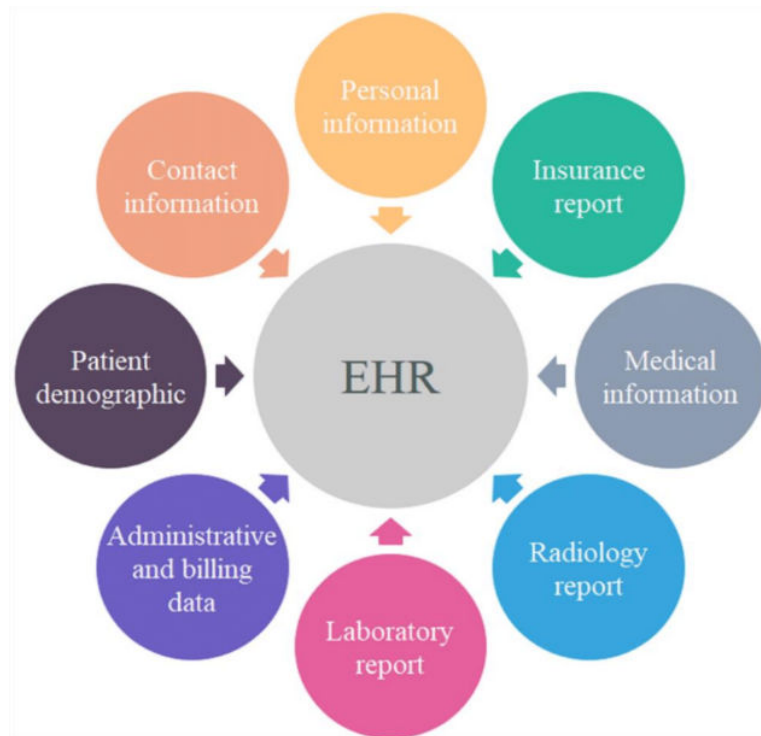 Personal
information
Contact
information
Insurance
report
Patient
demographic
EHR
Medical
information
Administrative
and billing
data
Radiology
report
Laboratory
report